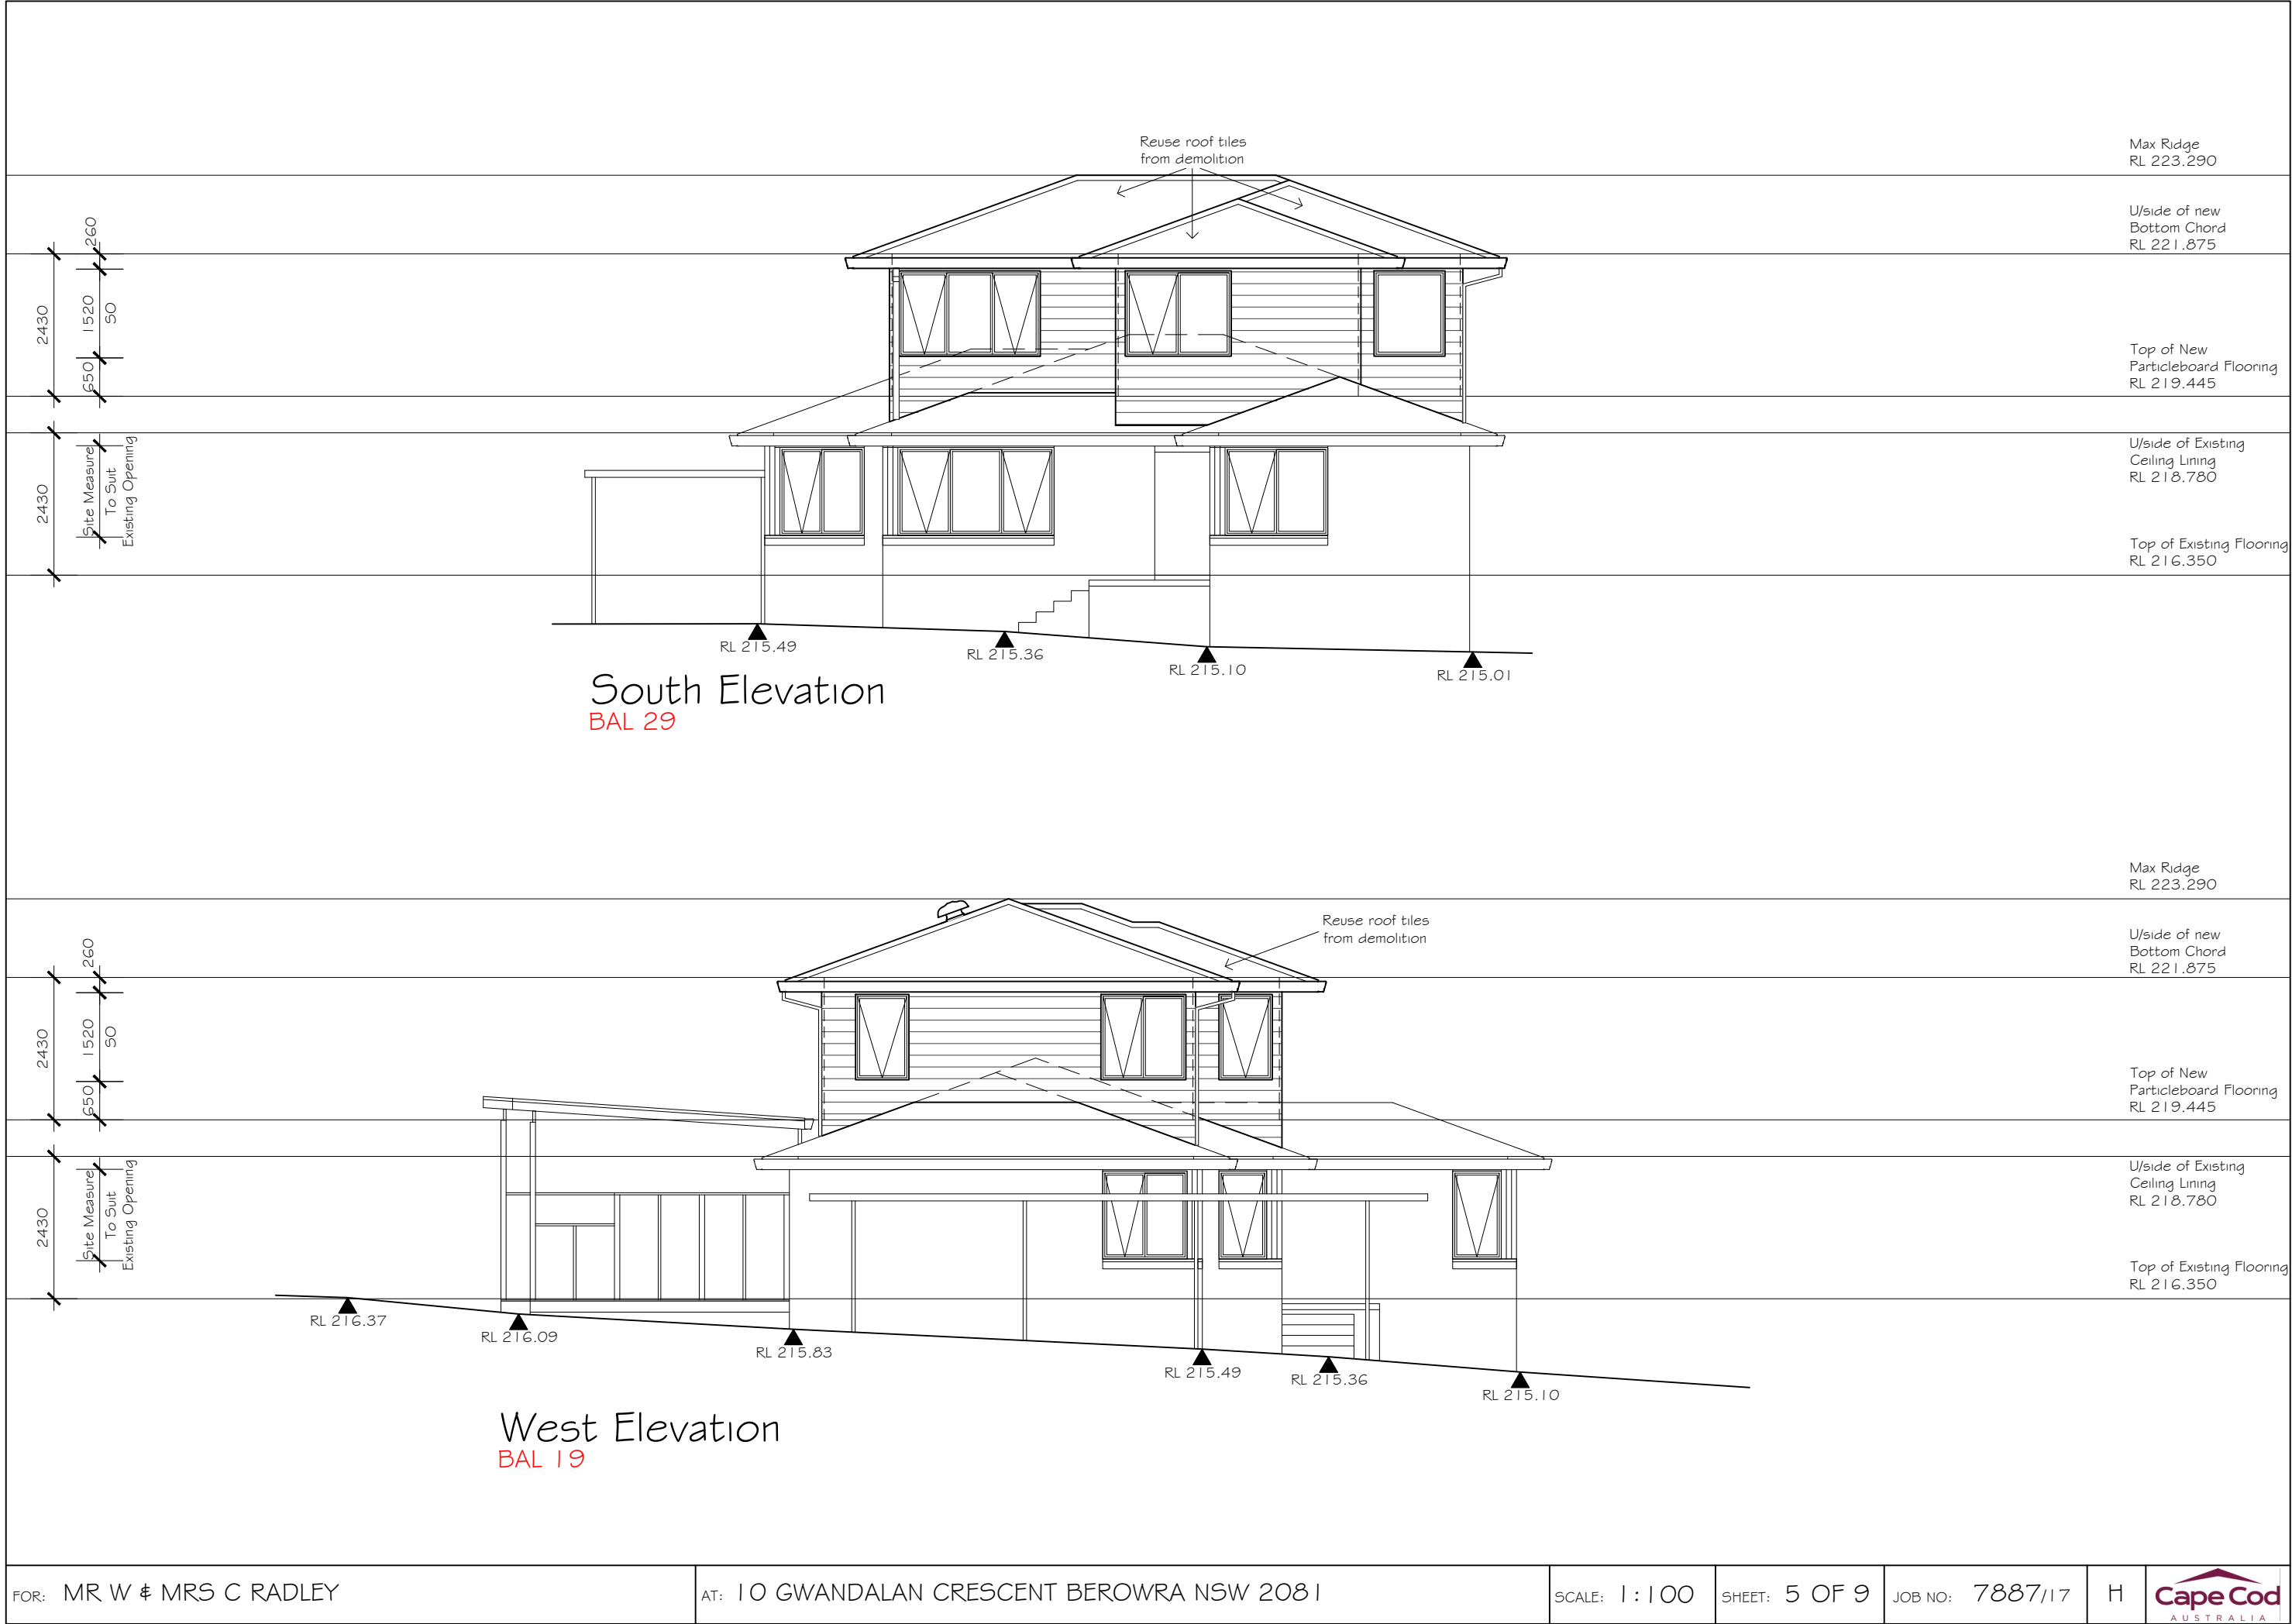 Reuse roof tiles
from demolition
Max Ridge
RL 223.290
U/side of new
Bottom Chord
RL 221.875
Top of New
Particleboard Flooring
RL 219.445
U/side of Existing
Ceiling Lining
RL 218.780
Top of Existing Flooring
RL 216.350
260
2430
1520
50
650
2430
Site Measure
To Suit
Existing Opening
RL 215.49
RL 215.36
RL 215.10
RL 215.01
South Elevation
BAL 29
Max Ridge
RL 223.290
Reuse roof tiles
from demolition
U/side of new
Bottom Chord
RL 221.875
Top of New
Particleboard Flooring
RL 219.445
U/side of Existing
Ceiling Lining
RL 218.780
Top of Existing Flooring
RL 216.350
260
2430
1520
50
650
2430
Site Measure
To Suit
Existing Opening
RL 216.37
RL 216.09
RL 215.83
RL 215.49
RL 215.36
RL 215.10
West Elevation
BAL 19
FOR: MR W & MRS C RADLEY
AT: 10 GWANDALAN CRESCENT BEROWRA NSW 2081
SCALE: 1:100
SHEET: 5 OF 9
JOB NO: 7887/17
H
Cape Cod
AUSTRALIA